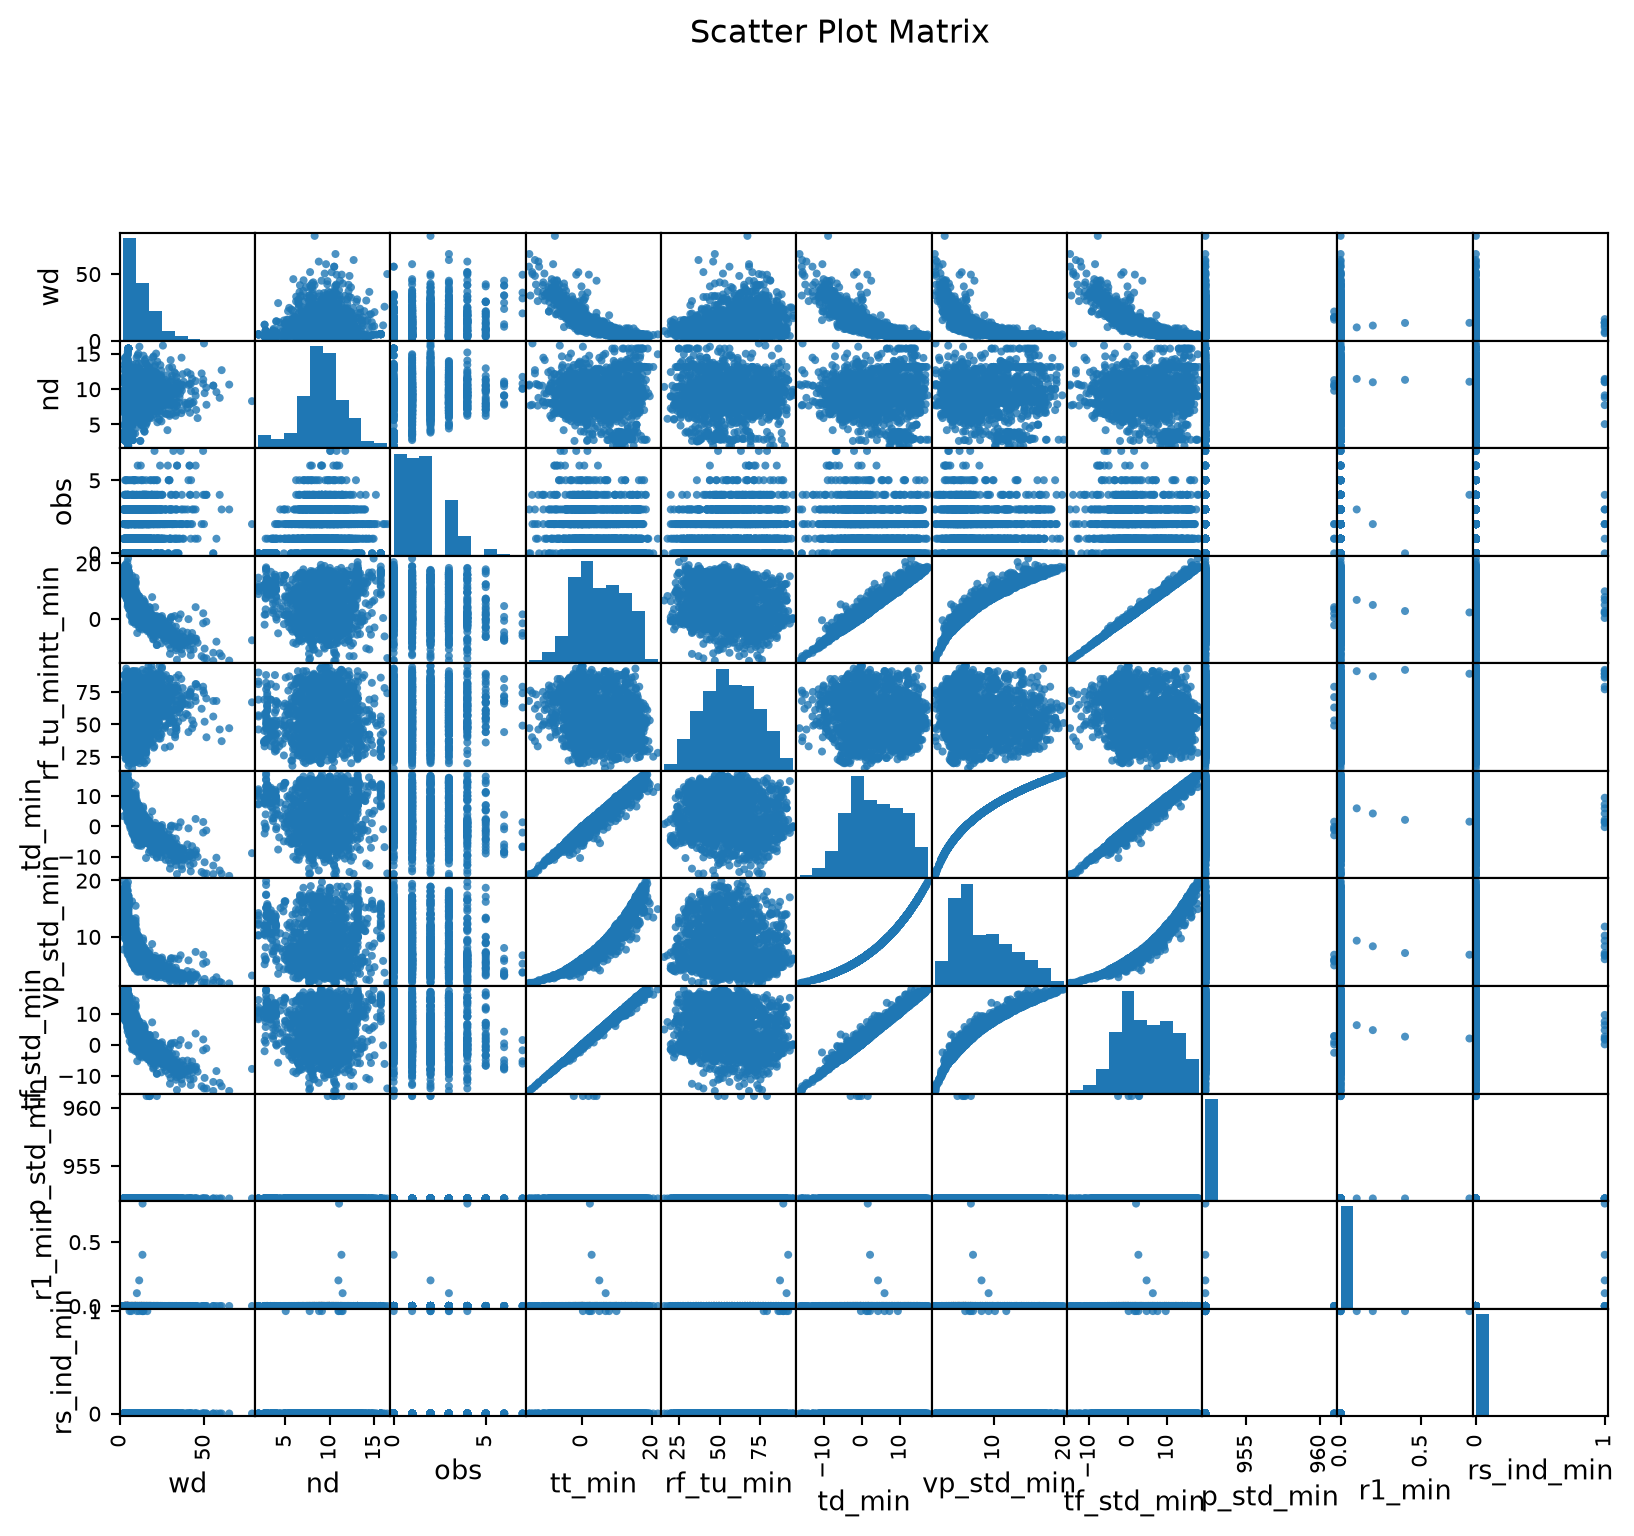 Scatter Plot Matrix
wd
50
0
nd
15
10
5
obs
5
0
tt_min
20
0
rf_tu_min
75
50
25
td_min
10
0
−10
vp_std_min
20
10
tf_std_min
10
0
−10
p_std_min
960
955
r1_min
0.5
0.0
rs_ind_min
1
0
0 50
5 10 15
0 5
0 20
25 50 75
−10 0 10
10 20
−10 0 10
955 960
0.0 0.5
0 1
wd nd obs tt_min rf_tu_min td_min vp_std_min tf_std_min p_std_min r1_min rs_ind_min